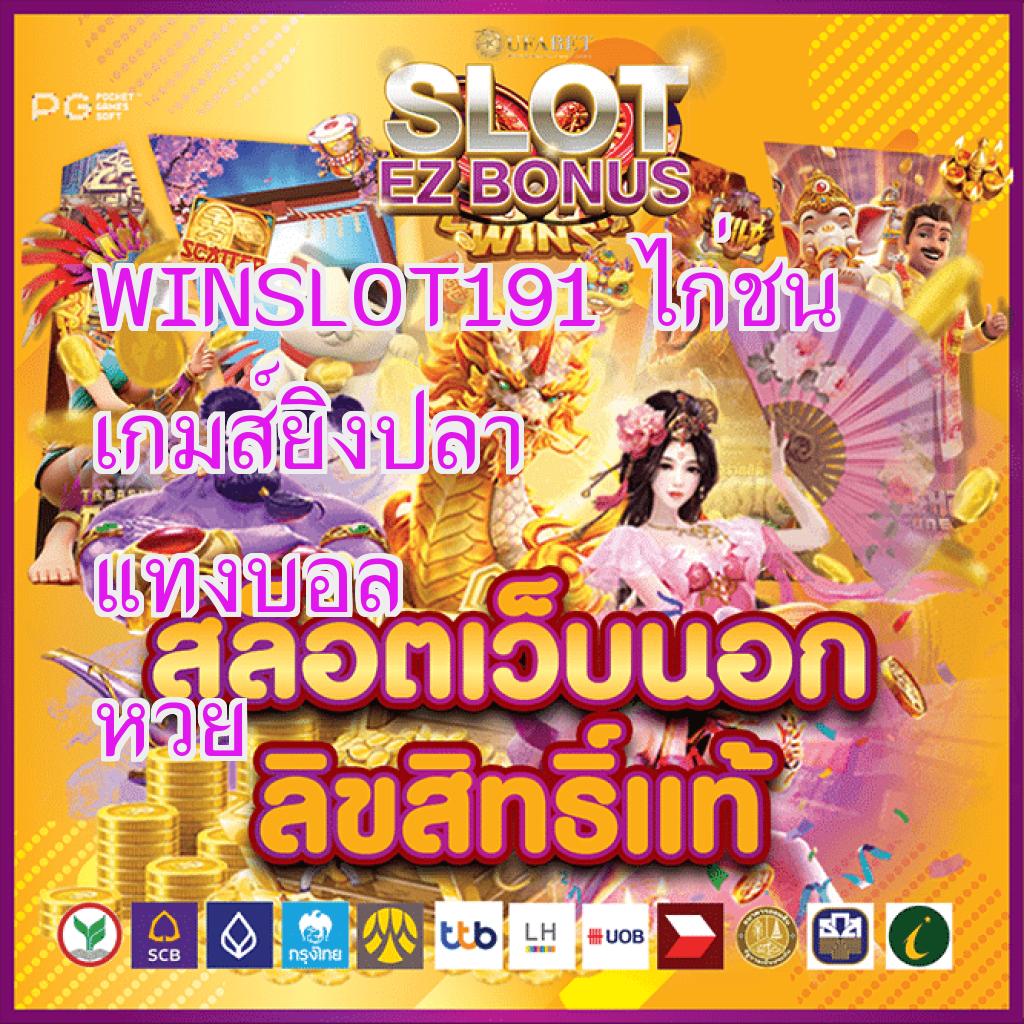 UFABET
PG POCKET GAMES SOFT
SLOT
EZ BONUS
WINS
WILD
SCATTER
WINSLOT191 ไก่ชน
เกมส์ยิงปลา
แทงบอล
สลอตเว็บนอก
หวย
ลิขสิทธิ์แท้
SCB
กรุงไทย
ttb
LH
UOB